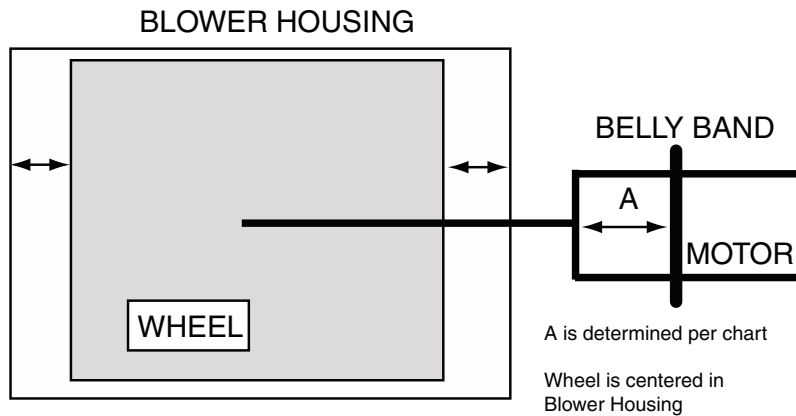 BLOWER HOUSING
BELLY BAND
A
MOTOR
WHEEL
A is determined per chart
Wheel is centered in
Blower Housing